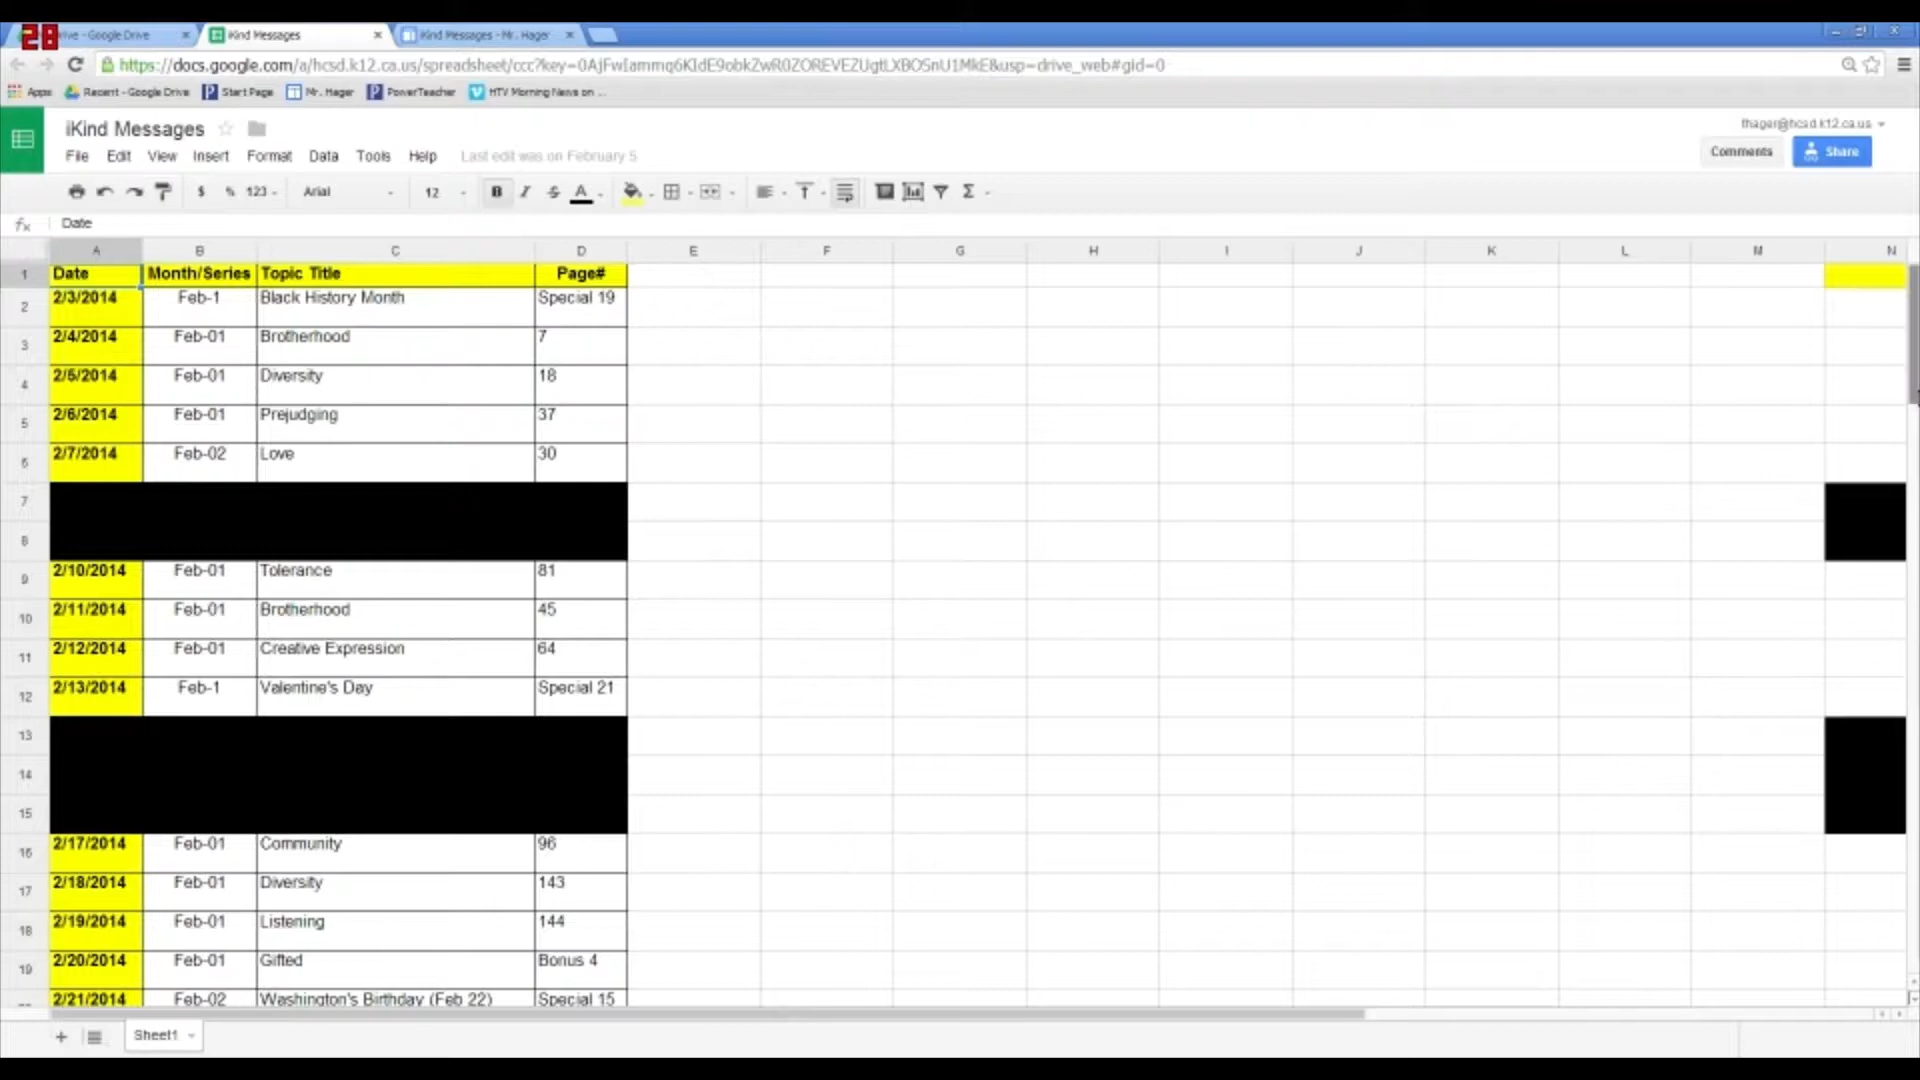 28
rive - Google Drive
iKind Messages
iKind Messages - Mr. Hager
https://docs.google.com/a/hcsd.k12.ca.us/spreadsheet/
Apps
Recent - Google Drive
Start Page
Mr. Hager
PowerTeacher
HTV Morning News on ...
iKind Messages
thager@hcsd.k12.ca.us
File Edit View Insert Format Data Tools Help Last edit was on February 5
Comments
Share
$ % 123 Arial 12 B I S A Σ
fx Date
A B C D E F G H I J K L M N
1 Date Month/Series Topic Title Page#
2 2/3/2014 Feb-1 Black History Month Special 19
3 2/4/2014 Feb-01 Brotherhood 7
4 2/5/2014 Feb-01 Diversity 18
5 2/6/2014 Feb-01 Prejudging 37
6 2/7/2014 Feb-02 Love 30
7
8
9 2/10/2014 Feb-01 Tolerance 81
10 2/11/2014 Feb-01 Brotherhood 45
11 2/12/2014 Feb-01 Creative Expression 64
12 2/13/2014 Feb-1 Valentine's Day Special 21
13
14
15
16 2/17/2014 Feb-01 Community 96
17 2/18/2014 Feb-01 Diversity 143
18 2/19/2014 Feb-01 Listening 144
19 2/20/2014 Feb-01 Gifted Bonus 4
2/21/2014 Feb-02 Washington's Birthday (Feb 22) Special 15
Sheet1